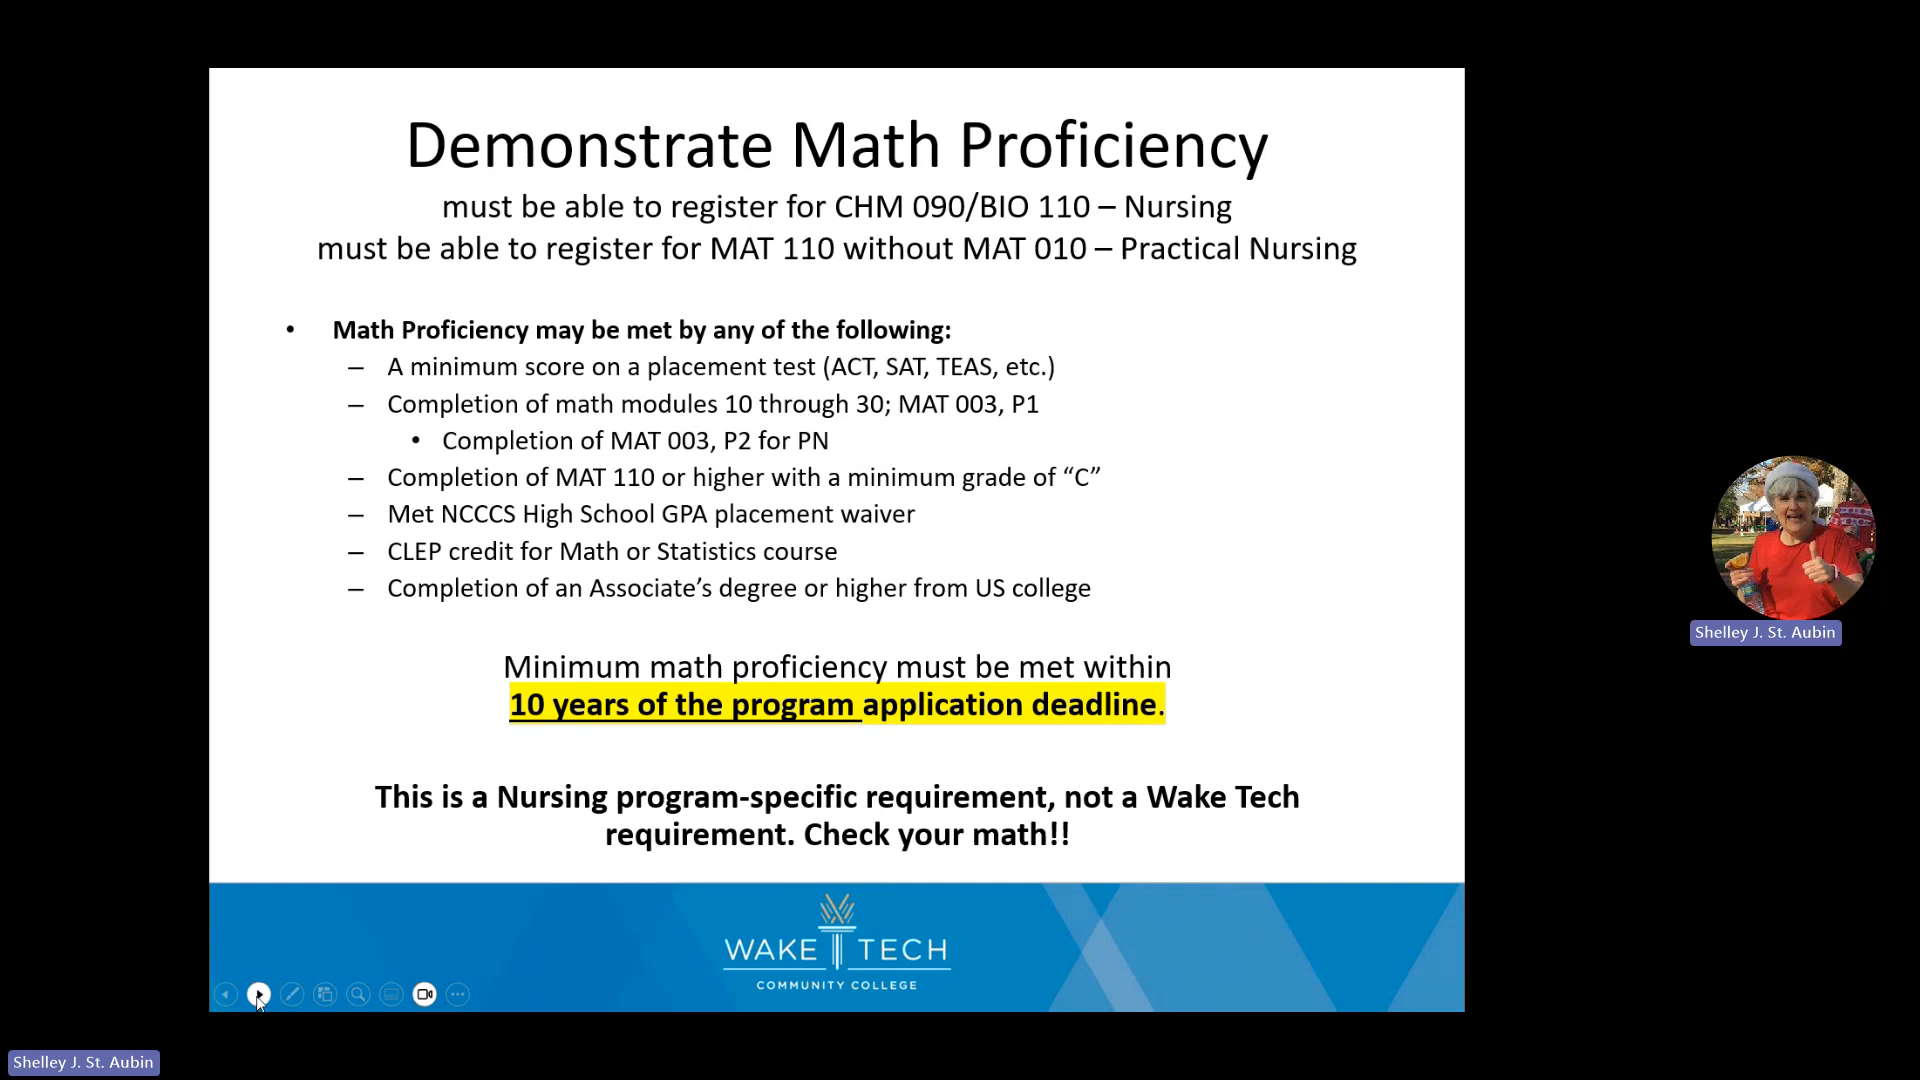 Demonstrate Math Proficiency
must be able to register for CHM 090/BIO 110 – Nursing
must be able to register for MAT 110 without MAT 010 – Practical Nursing
• Math Proficiency may be met by any of the following:
– A minimum score on a placement test (ACT, SAT, TEAS, etc.)
– Completion of math modules 10 through 30; MAT 003, P1
• Completion of MAT 003, P2 for PN
– Completion of MAT 110 or higher with a minimum grade of “C”
– Met NCCCS High School GPA placement waiver
– CLEP credit for Math or Statistics course
– Completion of an Associate’s degree or higher from US college
Minimum math proficiency must be met within
10 years of the program application deadline.
This is a Nursing program-specific requirement, not a Wake Tech
requirement. Check your math!!
WAKE TECH
COMMUNITY COLLEGE
Shelley J. St. Aubin
Shelley J. St. Aubin